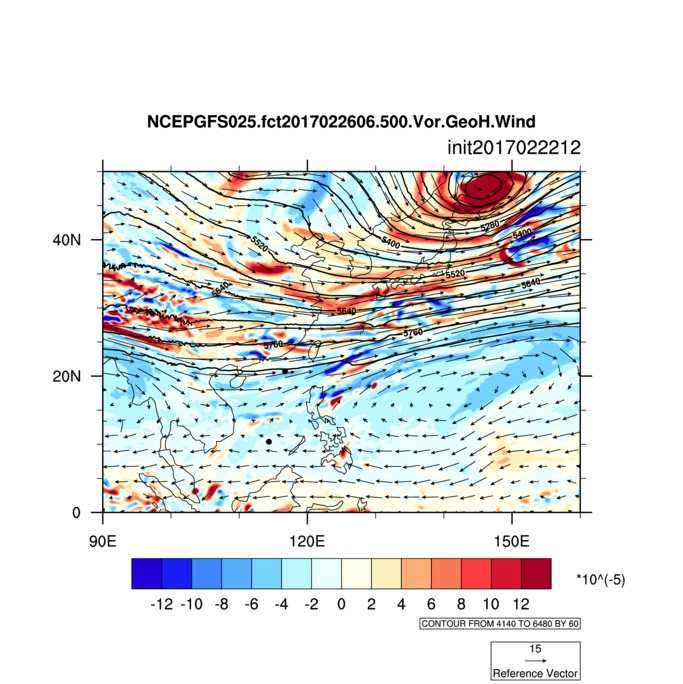 NCEPGFS025.fct2017022606.500.Vor.GeoH.Wind
init2017022212
5280
5400
5400
5520
5520
5640
5640
5640
5760
5760
40N
20N
0
90E 120E 150E
-12 -10 -8 -6 -4 -2 0 2 4 6 8 10 12
*10^(-5)
CONTOUR FROM 4140 TO 6480 BY 60
15
Reference Vector